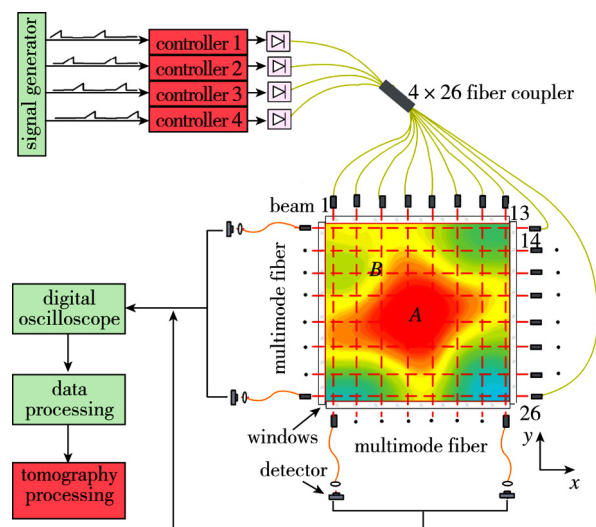 signal generator
controller 1
controller 2
controller 3
controller 4
4 × 26 fiber coupler
beam 1
13
14
multimode fiber
B
A
digital
oscilloscope
data
processing
tomography
processing
windows
26
multimode fiber
detector
y
x